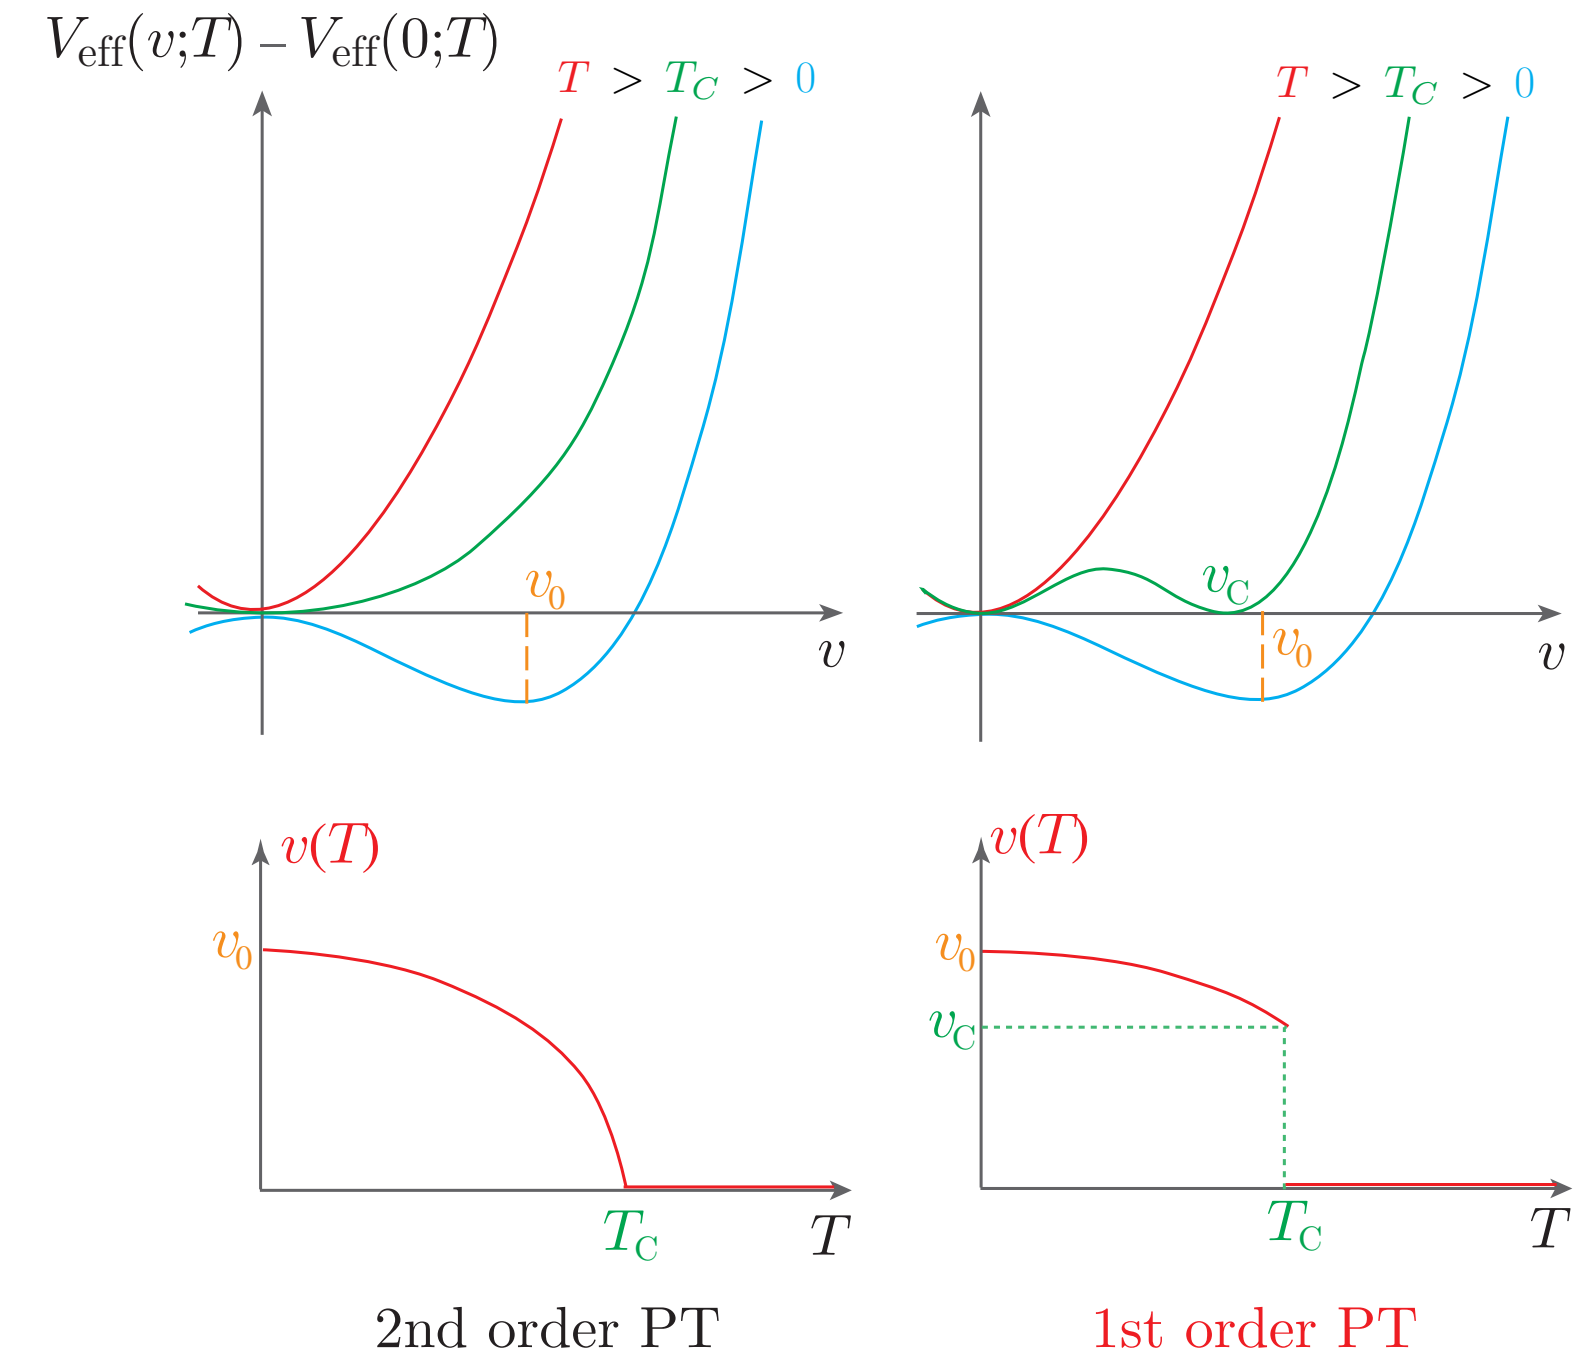 V_eff(v;T) – V_eff(0;T)
T > T_C > 0
v_0
v
T > T_C > 0
v_C
v_0
v
v(T)
v_0
T_C
T
v(T)
v_0
v_C
T_C
T
2nd order PT
1st order PT